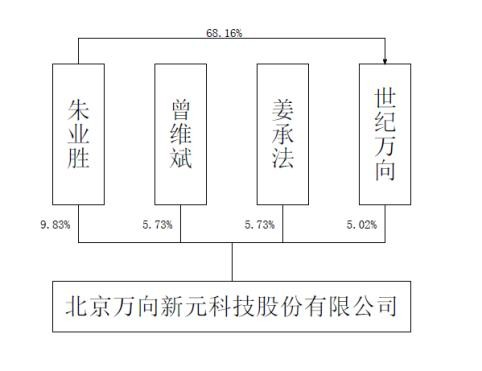 68.16%
朱业胜
曾维斌
姜承法
世纪万向
9.83%
5.73%
5.73%
5.02%
北京万向新元科技股份有限公司